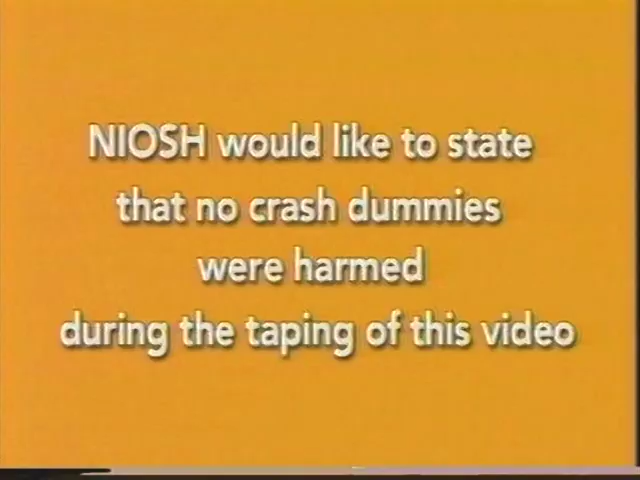 NIOSH would like to state
that no crash dummies
were harmed
during the taping of this video